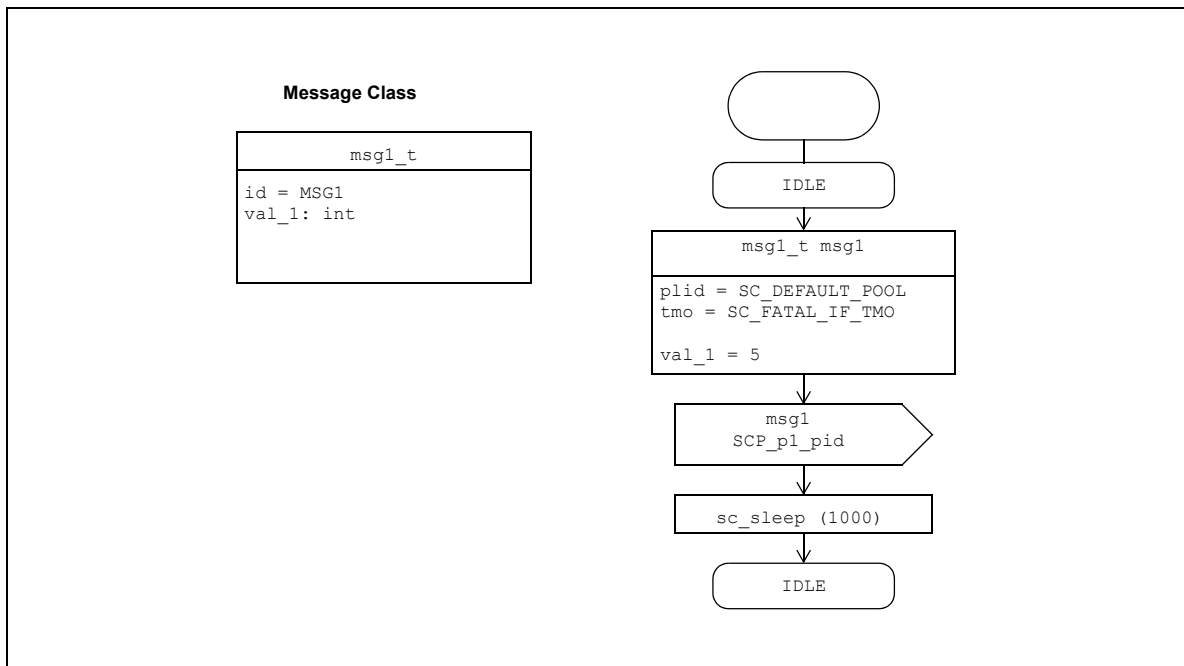 Message Class
msg1_t
id = MSG1
val_1: int
IDLE
msg1_t msg1
plid = SC_DEFAULT_POOL
tmo = SC_FATAL_IF_TMO
val_1 = 5
msg1
SCP_p1_pid
sc_sleep (1000)
IDLE